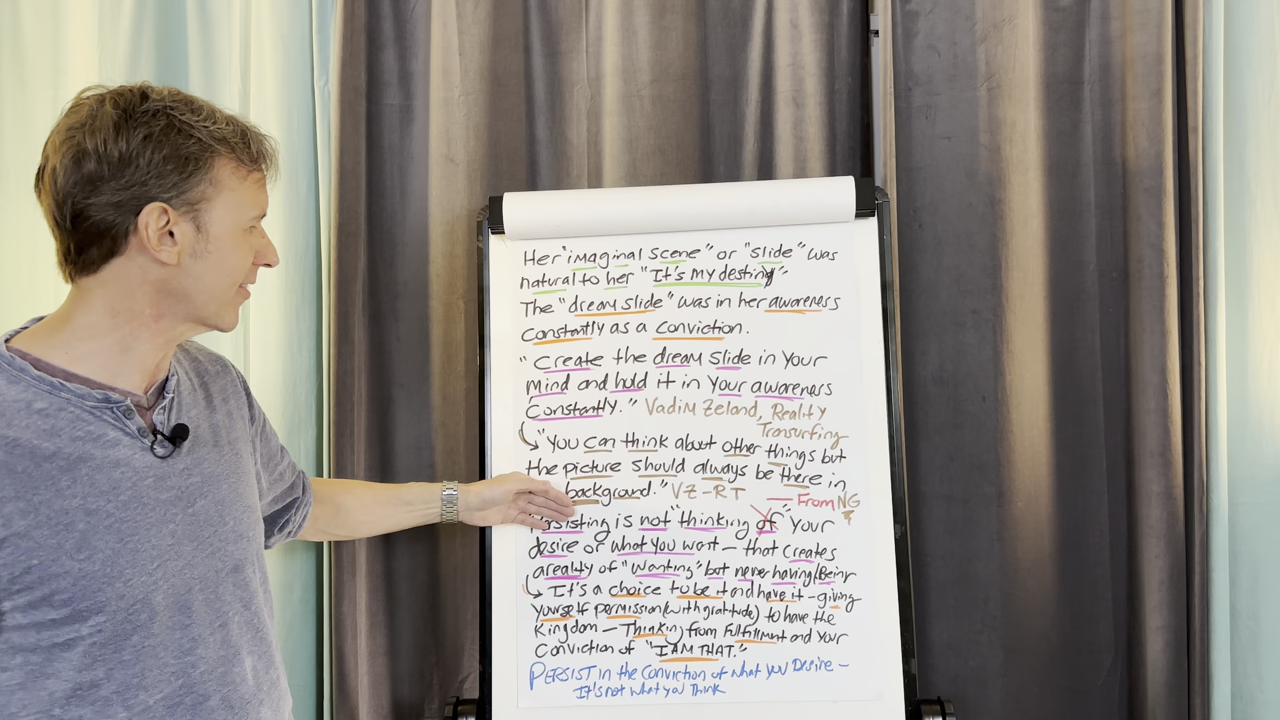 Her "imaginal scene" or "slide" was
natural to her "It's my destiny"
The "dream slide" was in her awareness
constantly as a conviction.
"Create the dream slide in your
mind and hold it in your awareness
Constantly." Vadim Zeland, Reality
Transurfing
"You can think about other things but
the picture should always be there in
background." VZ-RT — From NG
Persisting is not "thinking of" your
desire or what you want - that creates
a reality of "wanting" but never having/Being
It's a choice to be it and have it - giving
yourself permission (with gratitude) to have the
Kingdom - Thinking from Fulfillment and your
Conviction of "I AM THAT."
PERSIST in the Conviction of what you Desire -
It's not what you Think